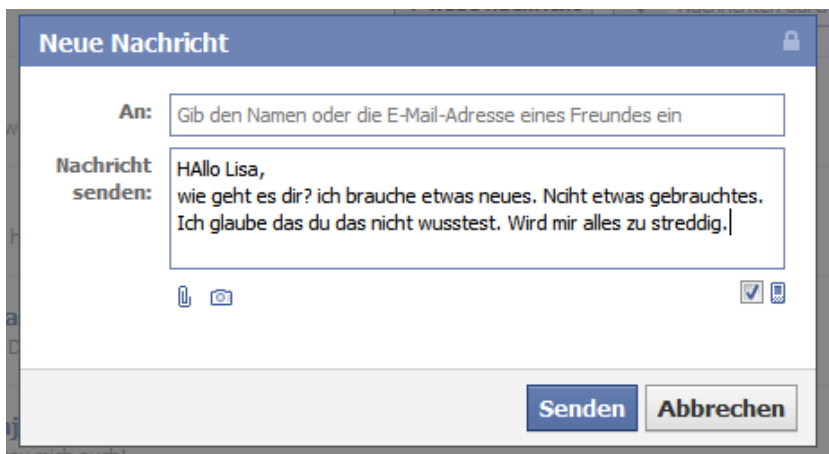 Neue Nachricht
An:
Gib den Namen oder die E-Mail-Adresse eines Freundes ein
Nachricht senden:
HAllo Lisa,
wie geht es dir? ich brauche etwas neues. Nciht etwas gebrauchtes.
Ich glaube das du das nicht wusstest. Wird mir alles zu streddig.
Senden
Abbrechen